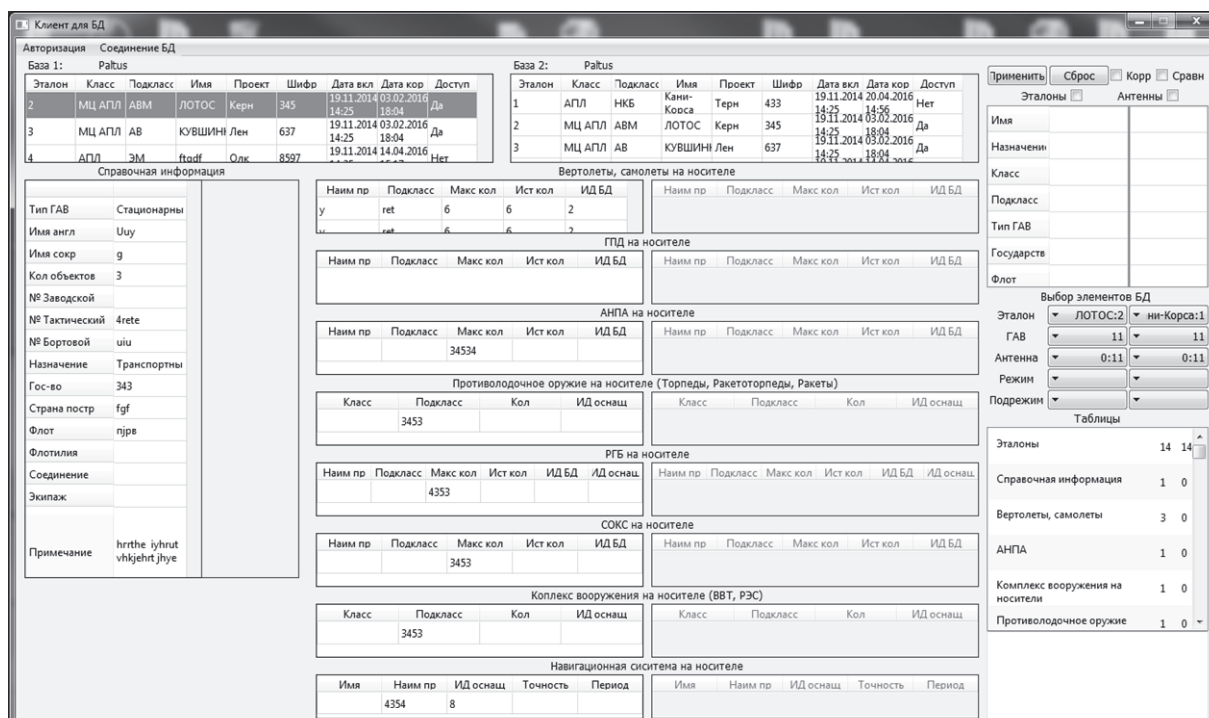 Клиент для БД
Авторизация Соединение БД
База 1: Paltus
Эталон Класс Подкласс Имя Проект Шифр Дата вкл Дата кор Доступ
2 МЦ АПЛ АВМ ЛОТОС Керн 345 19.11.2014 14:25 03.02.2016 18:04 Да
3 МЦ АПЛ АВ КУВШИНІ Лен 637 19.11.2014 14:25 03.02.2016 18:04 Да
4 АПЛ ЭМ ftgdf Олк 8597 19.11.2014 14.04.2016 Нет
База 2: Paltus
Эталон Класс Подкласс Имя Проект Шифр Дата вкл Дата кор Доступ
1 АПЛ НКБ Кани-Корса Терн 433 19.11.2014 14:25 20.04.2016 14:56 Нет
2 МЦ АПЛ АВМ ЛОТОС Керн 345 19.11.2014 14:25 03.02.2016 18:04 Да
3 МЦ АПЛ АВ КУВШИНІ Лен 637 19.11.2014 14:25 03.02.2016 18:04 Да
Справочная информация
Тип ГАВ Стационарны
Имя англ Uuy
Имя сокр g
Кол объектов 3
№ Заводской
№ Тактический 4rete
№ Бортовой uiu
Назначение Транспортны
Гос-во 343
Страна постр fgf
Флот пjрв
Флотилия
Соединение
Экипаж
Примечание hrrthe iyhrut
vhkjehrt jhye
Вертолеты, самолеты на носителе
Наим пр Подкласс Макс кол Ист кол ИД БД
y ret 6 6 2
y ret 6 6 2
Наим пр Подкласс Макс кол Ист кол ИД БД
ГПД на носителе
Наим пр Подкласс Макс кол Ист кол ИД БД
Наим пр Подкласс Макс кол Ист кол ИД БД
АНПА на носителе
Наим пр Подкласс Макс кол Ист кол ИД БД
34534
Наим пр Подкласс Макс кол Ист кол ИД БД
Противолодочное оружие на носителе (Торпеды, Ракетоторпеды, Ракеты)
Класс Подкласс Кол ИД оснащ
3453
Класс Подкласс Кол ИД оснащ
РГБ на носителе
Наим пр Подкласс Макс кол Ист кол ИД БД ИД оснащ
4353
Наим пр Подкласс Макс кол Ист кол ИД БД ИД оснащ
СОКС на носителе
Наим пр Подкласс Макс кол Ист кол ИД БД
3453
Наим пр Подкласс Макс кол Ист кол ИД БД
Коплекс вооружения на носителе (ВВТ, РЭС)
Класс Подкласс Кол ИД оснащ
3453
Класс Подкласс Кол ИД оснащ
Навигационная сиситема на носителе
Имя Наим пр ИД оснащ Точность Период
4354 8
Имя Наим пр ИД оснащ Точность Период
Применить Сброс Корр Сравн
Эталоны Антенны
Имя
Назначени
Класс
Подкласс
Тип ГАВ
Государств
Флот
Выбор элементов БД
Эталон ЛОТОС:2 ни-Корса:1
ГАВ 11 11
Антенна 0:11 0:11
Режим
Подрежим
Таблицы
Эталоны 14 14
Справочная информация 1 0
Вертолеты, самолеты 3 0
АНПА 1 0
Комплекс вооружения на носители 1 0
Противолодочное оружие 1 0